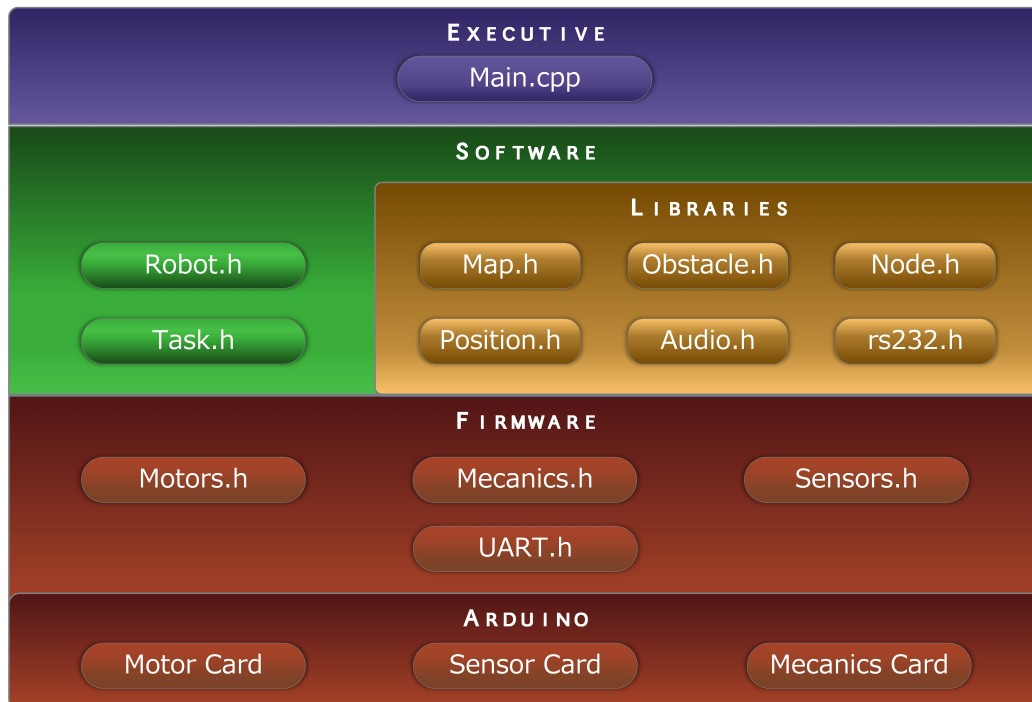 EXECUTIVE
Main.cpp
SOFTWARE
LIBRARIES
Robot.h
Map.h
Obstacle.h
Node.h
Task.h
Position.h
Audio.h
rs232.h
FIRMWARE
Motors.h
Mecanics.h
Sensors.h
UART.h
ARDUINO
Motor Card
Sensor Card
Mecanics Card